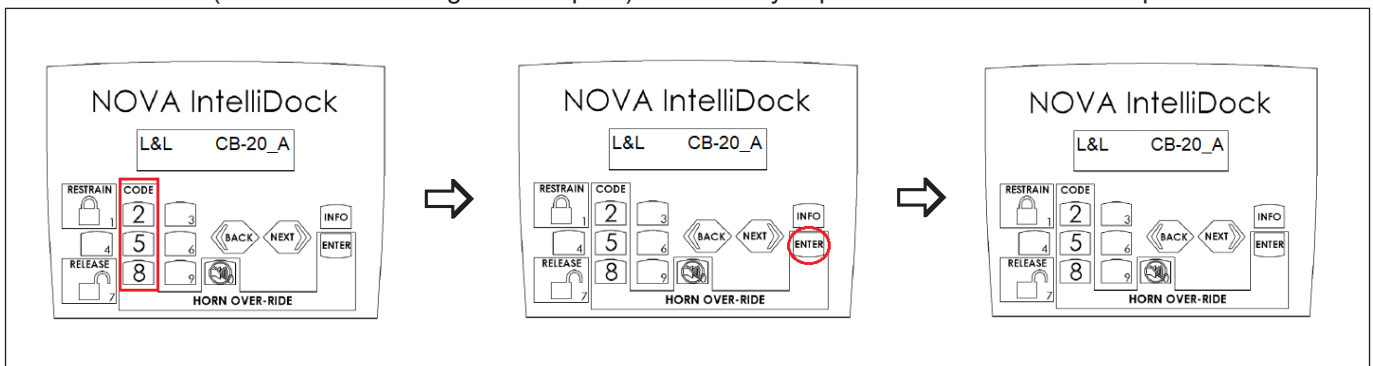 NOVA IntelliDock
L&L CB-20_A
RESTRAIN CODE
1 2 3
INFO
BACK NEXT
4 5 6
ENTER
RELEASE
7 8 9
HORN OVER-RIDE
NOVA IntelliDock
L&L CB-20_A
RESTRAIN CODE
1 2 3
INFO
BACK NEXT
4 5 6
ENTER
RELEASE
7 8 9
HORN OVER-RIDE
NOVA IntelliDock
L&L CB-20_A
RESTRAIN CODE
1 2 3
INFO
BACK NEXT
4 5 6
ENTER
RELEASE
7 8 9
HORN OVER-RIDE